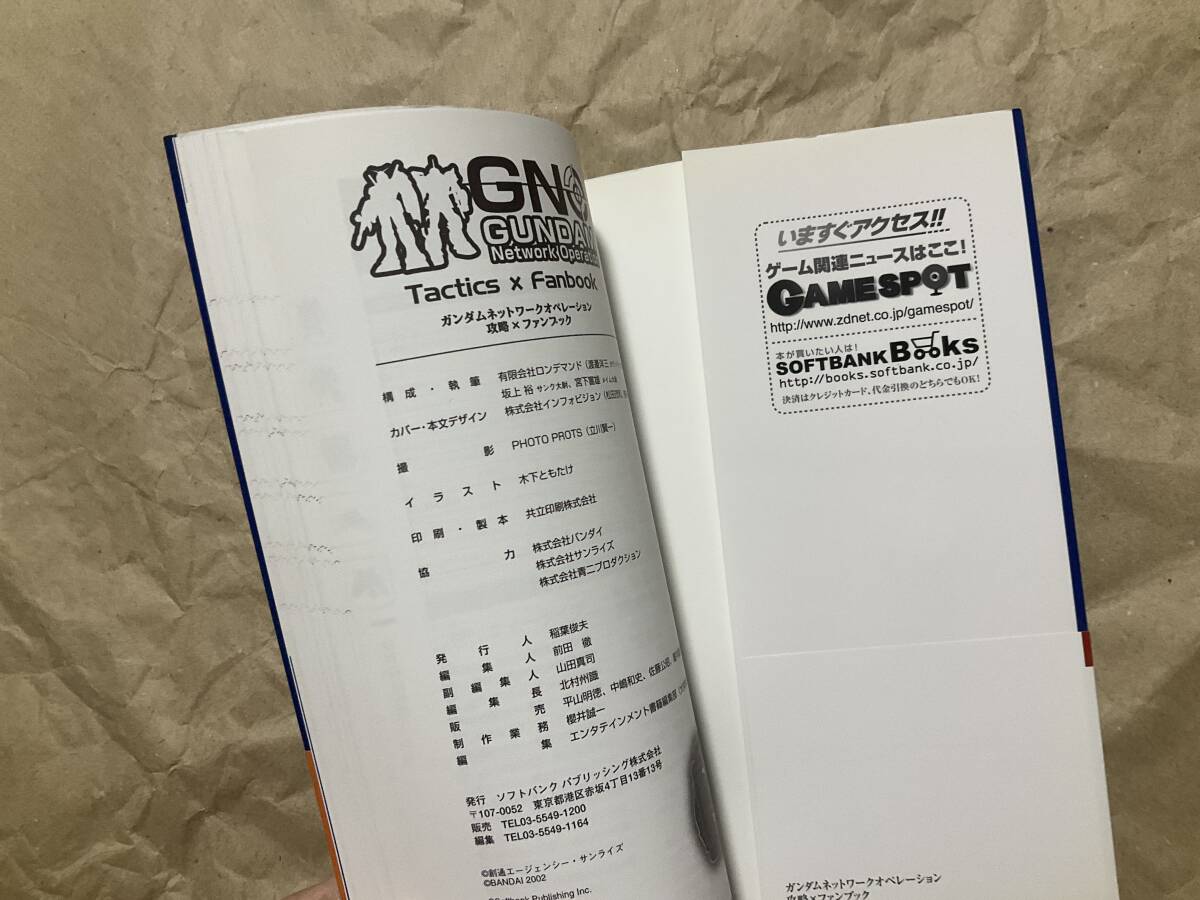 GNO
GUNDAM
Network Operation
Tactics × Fanbook
ガンダムネットワークオペレーション
攻略×ファンブック
構成・執筆 有限会社ロンデマンド
坂上 裕 サンク大尉、宮下富雄
カバー・本文デザイン 株式会社インフォビジョン
撮影 PHOTO PROTS(立川賢一)
イラスト 木下ともたけ
印刷・製本 共立印刷株式会社
協力 株式会社バンダイ
株式会社サンライズ
株式会社青二プロダクション
発行人 稲葉俊夫
編集人 前田 徹
副編集人 山田真司
編集長 北村州識
販売 平山明徳、中嶋和史、佐藤公昭、
制作業務 櫻井誠一
編集 エンタテインメント書籍編集部
発行 ソフトバンク パブリッシング株式会社
〒107-0052 東京都港区赤坂4丁目13番13号
販売 TEL03-5549-1200
編集 TEL03-5549-1164
©創通エージェンシー・サンライズ
©BANDAI 2002
©Softbank Publishing Inc.
いますぐアクセス!!
ゲーム関連ニュースはここ!
GAMESPOT
http://www.zdnet.co.jp/gamespot/
本が買いたい人は!
SOFTBANK Books
http://books.softbank.co.jp/
決済はクレジットカード、代金引換のどちらでもOK!
ガンダムネットワークオペレーション
攻略×ファンブック